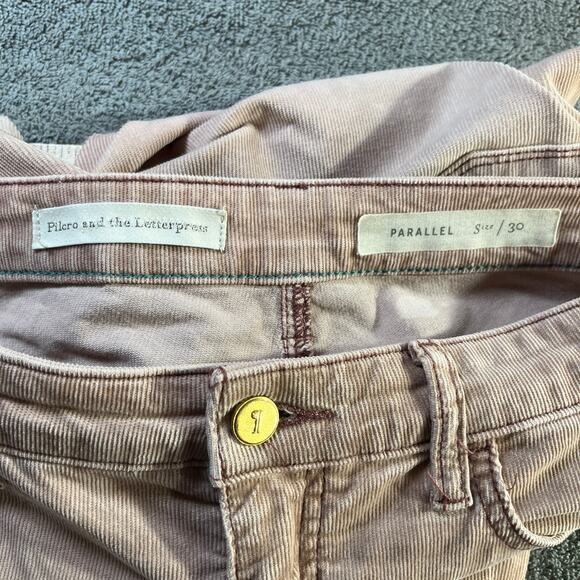 Pilcro and the Letterpress
PARALLEL Size / 30
¶